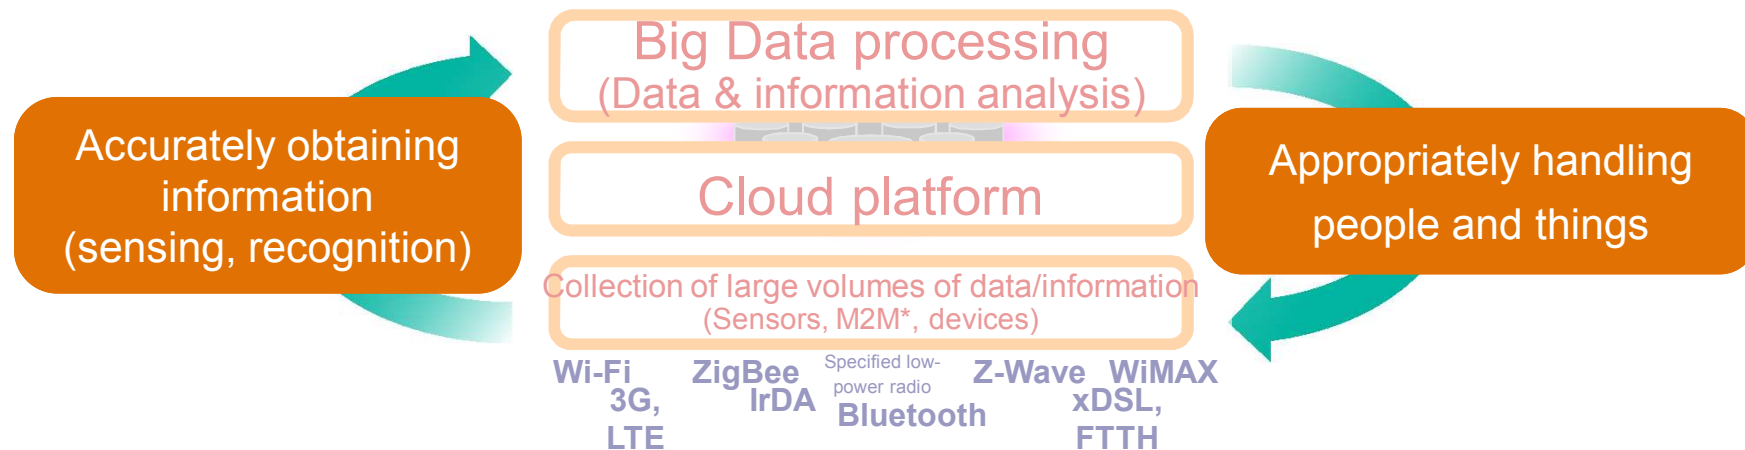 Big Data processing
(Data & information analysis)
Accurately obtaining
information
(sensing, recognition)
Cloud platform
Appropriately handling
people and things
Collection of large volumes of data/information
(Sensors, M2M*, devices)
Wi-Fi
3G,
LTE
ZigBee
IrDA
Specified low-
power radio
Bluetooth
Z-Wave
WiMAX
xDSL,
FTTH